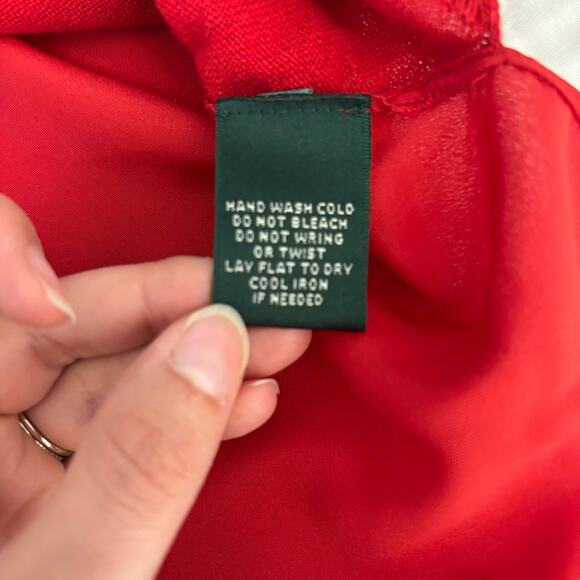 HAND WASH COLD
DO NOT BLEACH
DO NOT WRING
OR TWIST
LAY FLAT TO DRY
COOL IRON
IF NEEDED